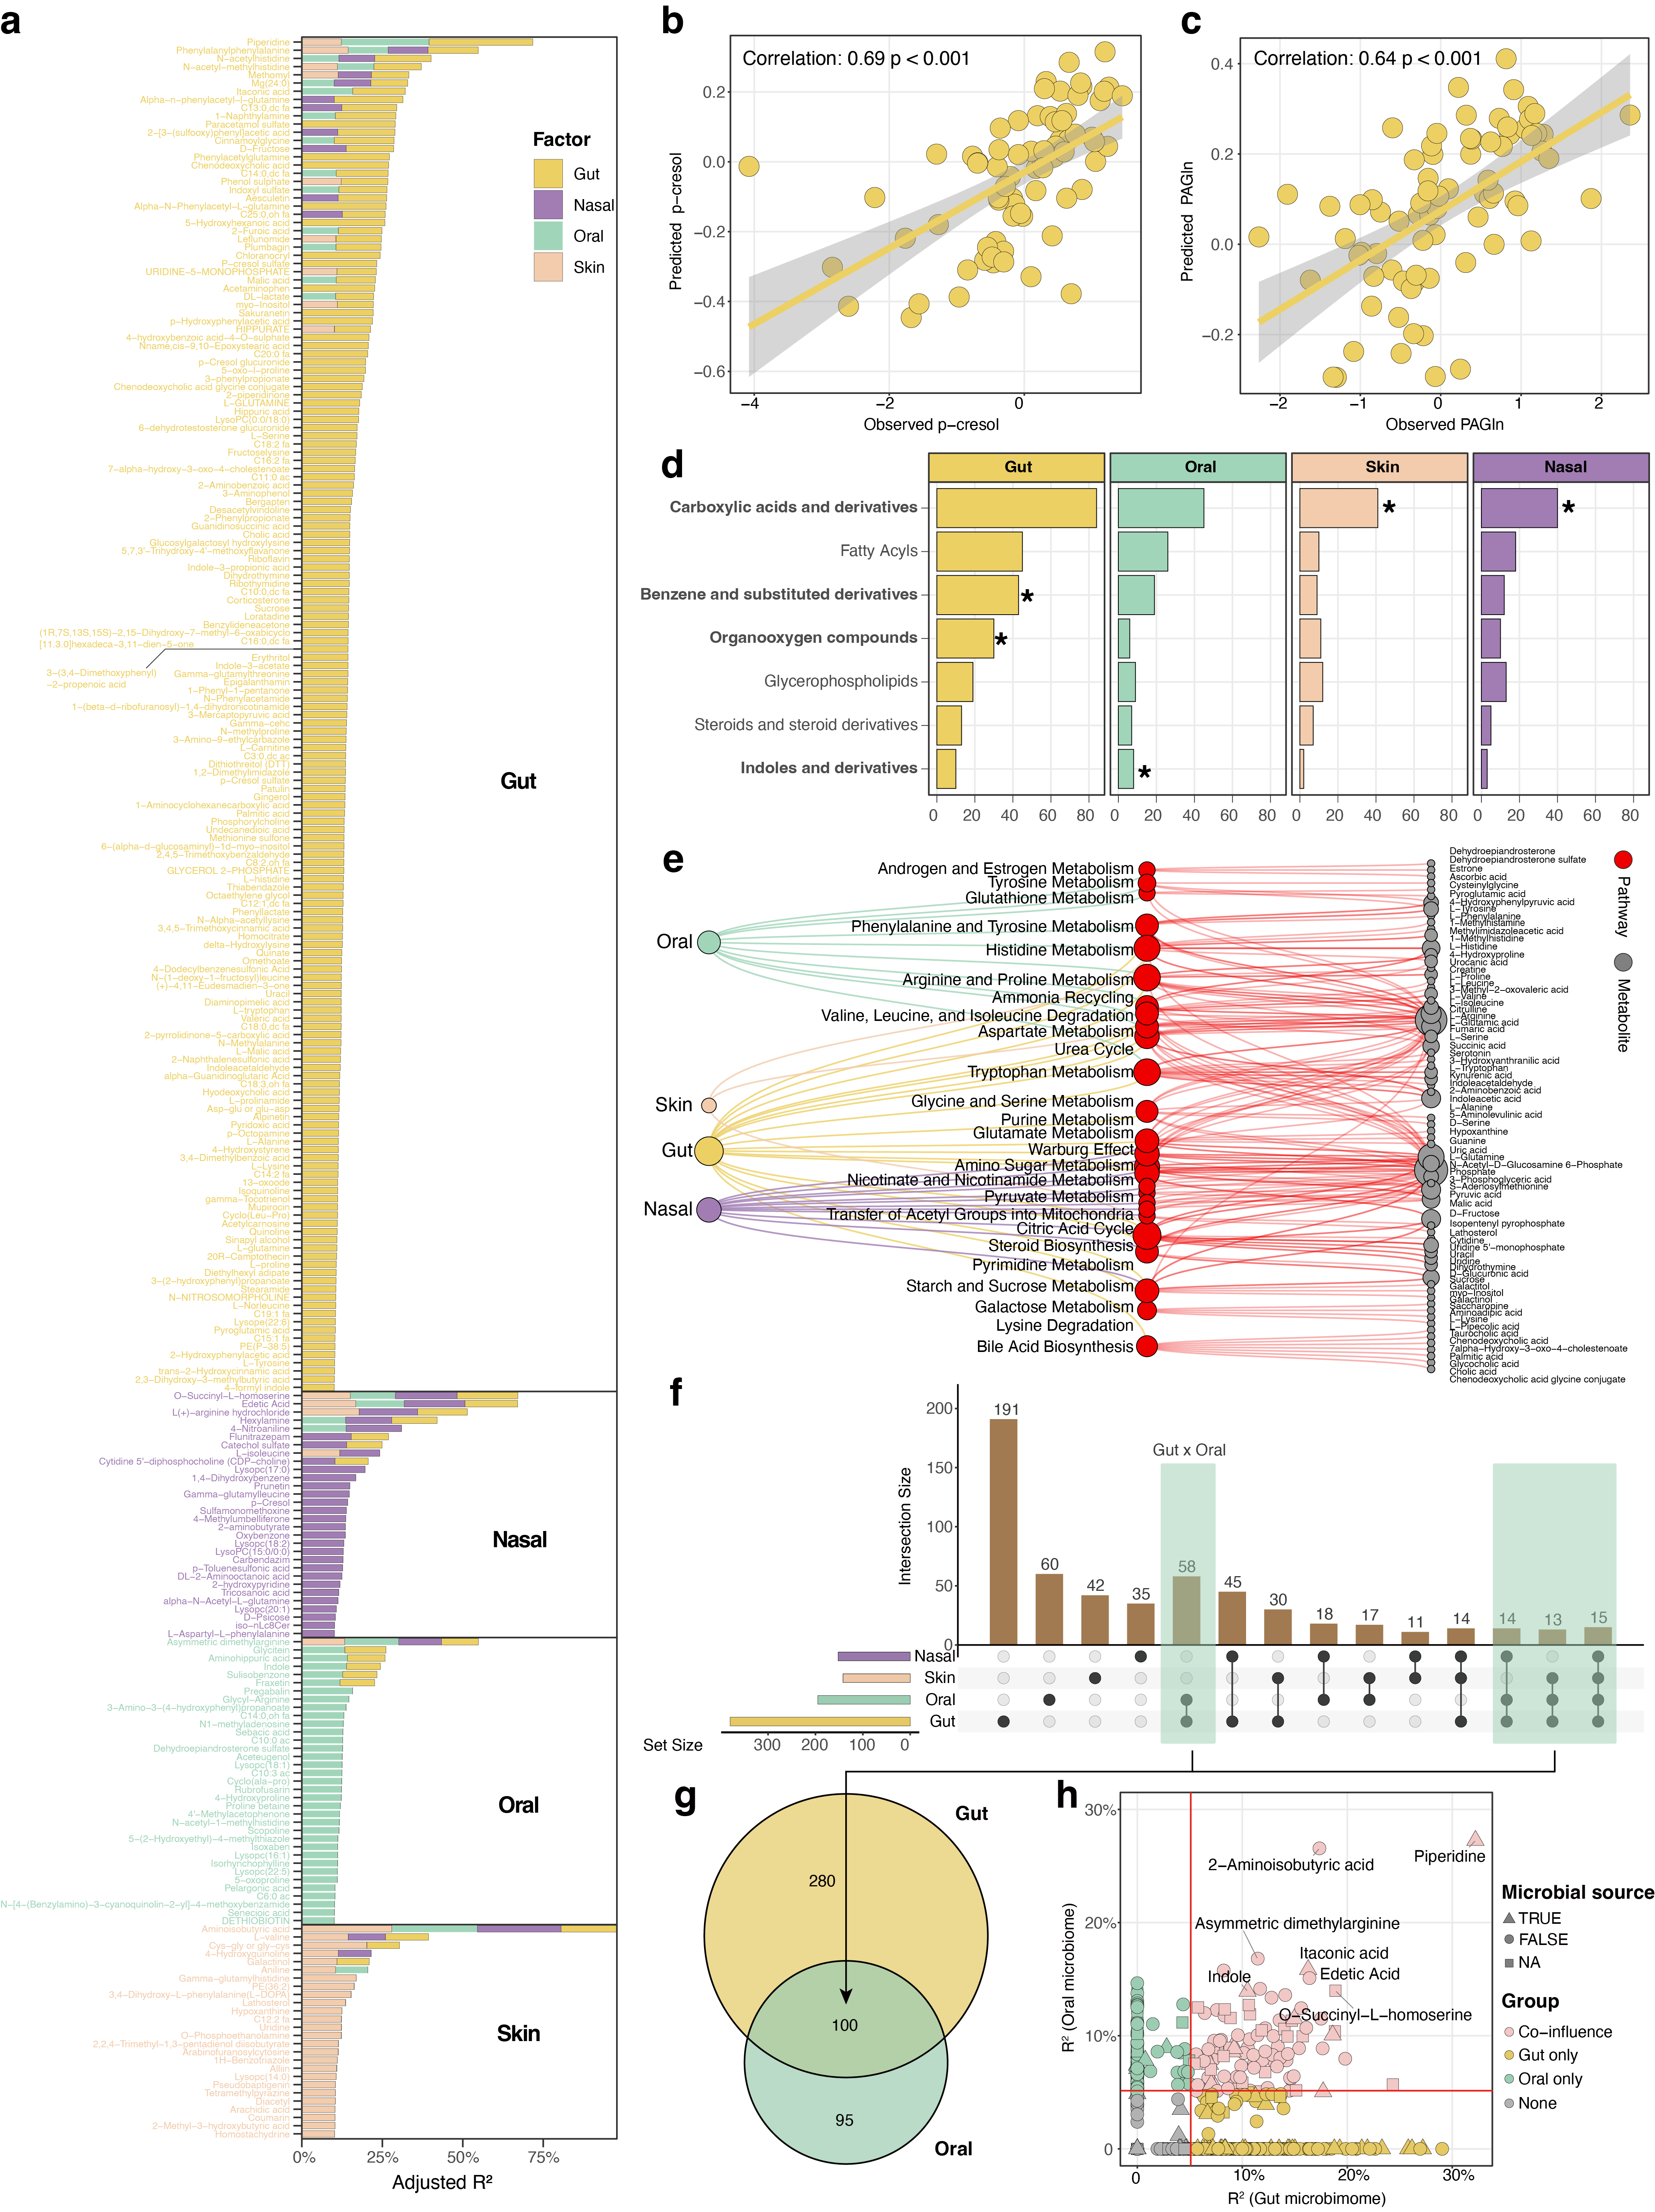 a
Piperidine
Phenylalanylphenylalanine
N−acetylhistidine
N−acetyl−methylhistidine
Methomyl
Mg(24:0)
Itaconic acid
Alpha−n−phenylacetyl−l−glutamine
C13:0,dc fa
1−Naphthylamine
Paracetamol sulfate
2−[3−(sulfooxy)phenyl]acetic acid
Cinnamoylglycine
D−Fructose
Phenylacetylglutamine
Chenodeoxycholic acid
C14:0,dc fa
Phenol sulphate
Indoxyl sulfate
Aesculetin
Alpha−N−Phenylacetyl−L−glutamine
C25:0,oh fa
5−Hydroxyhexanoic acid
2−Furoic acid
Leflunomide
Plumbagin
Chloranocryl
P−cresol sulfate
URIDINE−5−MONOPHOSPHATE
Malic acid
Acetaminophen
DL−lactate
myo−Inositol
Sakuranetin
p−Hydroxyphenylacetic acid
HIPPURATE
4−hydroxybenzoic acid−4−O−sulphate
Nname,cis−9,10−Epoxystearic acid
C20:0 fa
p−Cresol glucuronide
5−oxo−l−proline
3−phenylpropionate
Chenodeoxycholic acid glycine conjugate
2−piperidinone
L−GLUTAMINE
Hippuric acid
LysoPC(0:0/18:0)
6−dehydrotestosterone glucuronide
L−Serine
C18:2 fa
Fructoselysine
C16:2 fa
7−alpha−hydroxy−3−oxo−4−cholestenoate
C11:0 ac
2−Aminobenzoic acid
3−Aminophenol
Bergapten
Desacetylvindoline
2−Phenylpropionate
Guanidinosuccinic acid
Cholic acid
Glucosylgalactosyl hydroxylysine
5,7,3'−Trihydroxy−4'−methoxyflavanone
Riboflavin
Indole−3−propionic acid
Dihydrothymine
Ribothymidine
C10:0,dc fa
Corticosterone
Sucrose
Loratadine
Benzylideneacetone
(1R,7S,13S,15S)−2,15−Dihydroxy−7−methyl−6−oxabicyclo
C16:0,dc fa
[11.3.0]hexadeca−3,11−dien−5−one
Erythritol
Indole−3−acetate
3−(3,4−Dimethoxyphenyl)
−2−propenoic acid
Gamma−glutamylthreonine
Epigalanthamin
1−Phenyl−1−pentanone
N−Phenylacetamide
1−(beta−d−ribofuranosyl)−1,4−dihydronicotinamide
3−Mercaptopyruvic acid
Gamma−cehc
N−methylproline
3−Amino−9−ethylcarbazole
L−Carnitine
C3:0,dc ac
Dithiothreitol (DTT)
1,2−Dimethylimidazole
p−Cresol sulfate
Patulin
Gingerol
1−Aminocyclohexanecarboxylic acid
Palmitic acid
Phosphorylcholine
Undecanedioic acid
Methionine sulfone
6−(alpha−d−glucosaminyl)−1d−myo−inositol
2,4,5−Trimethoxybenzaldehyde
C8:2,oh fa
GLYCEROL 2−PHOSPHATE
L−histidine
Thiabendazole
Octaethylene glycol
C12:1,dc fa
Phenyllactate
N−Alpha−acetyllysine
3,4,5−Trimethoxycinnamic acid
Homocitrate
delta−Hydroxylysine
Quinate
Omethoate
4−Dodecylbenzenesulfonic Acid
N−(1−deoxy−1−fructosyl)leucine
(+)−4,11−Eudesmadien−3−one
Uracil
Diaminopimelic acid
L−tryptophan
Valeric acid
C18:0,dc fa
2−pyrrolidinone−5−carboxylic acid
N−Methylalanine
L−Malic acid
2−Naphthalenesulfonic acid
Indoleacetaldehyde
alpha−Guanidinoglutaric Acid
C18:3,oh fa
Hyodeoxycholic acid
L−prolinamide
Asp−glu or glu−asp
Alpinetin
Pyridoxic acid
p−Octopamine
L−Alanine
4−Hydroxystyrene
3,4−Dimethylbenzoic acid
L−Lysine
C14:2 fa
13−oxoode
Isoquinoline
gamma−Tocotrienol
Mupirocin
Cyclo(Leu−Pro)
Acetylcarnosine
Quinoline
Sinapyl alcohol
L−glutamine
20R−Camptothecin
L−proline
Diethylhexyl adipate
3−(2−hydroxyphenyl)propanoate
Stearamide
N−NITROSOMORPHOLINE
L−Norleucine
C19:1 fa
Lysope(22:6)
Pyroglutamic acid
C15:1 fa
PE(P−38:5)
2−Hydroxyphenylacetic acid
L−Tyrosine
trans−2−Hydroxycinnamic acid
2,3−Dihydroxy−3−methylbutyric acid
4−formyl indole
O−Succinyl−L−homoserine
Edetic Acid
L(+)−arginine hydrochloride
Hexylamine
4−Nitroaniline
Flunitrazepam
Catechol sulfate
L−isoleucine
Cytidine 5'−diphosphocholine (CDP−choline)
Lysopc(17:0)
1,4−Dihydroxybenzene
Prunetin
Gamma−glutamylleucine
p−Cresol
Sulfamonomethoxine
4−Methylumbelliferone
2−aminobutyrate
Oxybenzone
Lysopc(18:2)
LysoPC(15:0/0:0)
Carbendazim
p−Toluenesulfonic acid
DL−2−Aminooctanoic acid
2−hydroxypyridine
Tricosanoic acid
alpha−N−Acetyl−L−glutamine
Lysopc(20:1)
D−Psicose
iso−nLc8Cer
L−Aspartyl−L−phenylalanine
Asymmetric dimethylarginine
Glycitein
Aminohippuric acid
Indole
Sulisobenzone
Fraxetin
Pregabalin
Glycyl−Arginine
3−Amino−3−(4−hydroxyphenyl)propanoate
C14:0,oh fa
N1−methyladenosine
Sebacic acid
C10:0 ac
Dehydroepiandrosterone sulfate
Aceteugenol
Lysopc(18:1)
C10:3 ac
Cyclo(ala−pro)
Rubrofusarin
4−Hydroxyproline
Proline betaine
4'−Methylacetophenone
N−acetyl−1−methylhistidine
Scopoline
5−(2−Hydroxyethyl)−4−methylthiazole
Isoxaben
Lysopc(16:1)
Isorhynchophylline
Lysopc(22:5)
5−oxoproline
Pelargonic acid
C6:0 ac
N−[4−(Benzylamino)−3−cyanoquinolin−2−yl]−4−methoxybenzamide
Senecioic acid
DETHIOBIOTIN
Aminoisobutyric acid
L−valine
Cys−gly or gly−cys
4−Hydroxyquinoline
Galactinol
Aniline
Gamma−glutamylhistidine
PE(36:2)
3,4−Dihydroxy−L−phenylalanine(L−DOPA)
Lathosterol
Hypoxanthine
C12:2 fa
Uridine
O−Phosphoethanolamine
2,2,4−Trimethyl−1,3−pentadienol diisobutyrate
Arabinofuranosylcytosine
1H−Benzotriazole
Alliin
Lysopc(14:0)
Pseudobaptigenin
Tetramethylpyrazine
Diacetyl
Arachidic acid
Coumarin
2−Methyl−3−hydroxybutyric acid
Homostachydrine
Factor
Gut
Nasal
Oral
Skin
Gut
Nasal
Oral
Skin
0% 25% 50% 75%
Adjusted R²
b
Correlation: 0.69 p < 0.001
Predicted p−cresol
0.2
0.0
−0.2
−0.4
−0.6
−4 −2 0
Observed p−cresol
c
Correlation: 0.64 p < 0.001
Predicted PAGln
0.4
0.2
0.0
−0.2
−2 −1 0 1 2
Observed PAGln
d
Gut Oral Skin Nasal
Carboxylic acids and derivatives * *
Fatty Acyls
Benzene and substituted derivatives *
Organooxygen compounds *
Glycerophospholipids
Steroids and steroid derivatives
Indoles and derivatives *
0 20 40 60 80 0 20 40 60 80 0 20 40 60 80 0 20 40 60 80
e
Oral
Skin
Gut
Nasal
Androgen and Estrogen Metabolism
Tyrosine Metabolism
Glutathione Metabolism
Phenylalanine and Tyrosine Metabolism
Histidine Metabolism
Arginine and Proline Metabolism
Ammonia Recycling
Valine, Leucine, and Isoleucine Degradation
Aspartate Metabolism
Urea Cycle
Tryptophan Metabolism
Glycine and Serine Metabolism
Purine Metabolism
Glutamate Metabolism
Warburg Effect
Amino Sugar Metabolism
Nicotinate and Nicotinamide Metabolism
Pyruvate Metabolism
Transfer of Acetyl Groups into Mitochondria
Citric Acid Cycle
Steroid Biosynthesis
Pyrimidine Metabolism
Starch and Sucrose Metabolism
Galactose Metabolism
Lysine Degradation
Bile Acid Biosynthesis
Dehydroepiandrosterone
Dehydroepiandrosterone sulfate
Estrone
Ascorbic acid
Cysteinylglycine
Pyroglutamic acid
4−Hydroxyphenylpyruvic acid
L−Tyrosine
L−Phenylalanine
1−Methylhistamine
Methylimidazoleacetic acid
1−Methylhistidine
L−Histidine
4−Hydroxyproline
Urocanic acid
Creatine
L−Proline
L−Leucine
3−Methyl−2−oxovaleric acid
L−Valine
L−Isoleucine
Citrulline
L−Arginine
L−Glutamic acid
Fumaric acid
L−Serine
Succinic acid
Serotonin
3−Hydroxyanthranilic acid
L−Tryptophan
Kynurenic acid
Indoleacetaldehyde
2−Aminobenzoic acid
Indoleacetic acid
L−Alanine
5−Aminolevulinic acid
D−Serine
Hypoxanthine
Guanine
Uric acid
L−Glutamine
N−Acetyl−D−Glucosamine 6−Phosphate
Phosphate
3−Phosphoglyceric acid
S−Adenosylmethionine
Pyruvic acid
Malic acid
D−Fructose
Isopentenyl pyrophosphate
Lathosterol
Cytidine
Uridine 5'−monophosphate
Uracil
Uridine
Dihydrothymine
D−Glucuronic acid
Sucrose
Galactitol
myo−Inositol
Galactinol
Saccharopine
Aminoadipic acid
L−Lysine
L−Pipecolic acid
Taurocholic acid
Chenodeoxycholic acid
7alpha−Hydroxy−3−oxo−4−cholestenoate
Palmitic acid
Glycocholic acid
Cholic acid
Chenodeoxycholic acid glycine conjugate
Pathway
Metabolite
f
Intersection Size
200
150
100
50
0
Gut x Oral
191 60 42 35 58 45 30 18 17 11 14 14 13 15
Nasal
Skin
Oral
Gut
Set Size
300 200 100 0
g
Gut
280
100
95
Oral
h
R² (Oral microbiome)
30%
20%
10%
0
2−Aminoisobutyric acid
Piperidine
Asymmetric dimethylarginine
Itaconic acid
Indole
Edetic Acid
O−Succinyl−L−homoserine
0 10% 20% 30%
R² (Gut microbimome)
Microbial source
TRUE
FALSE
NA
Group
Co−influence
Gut only
Oral only
None